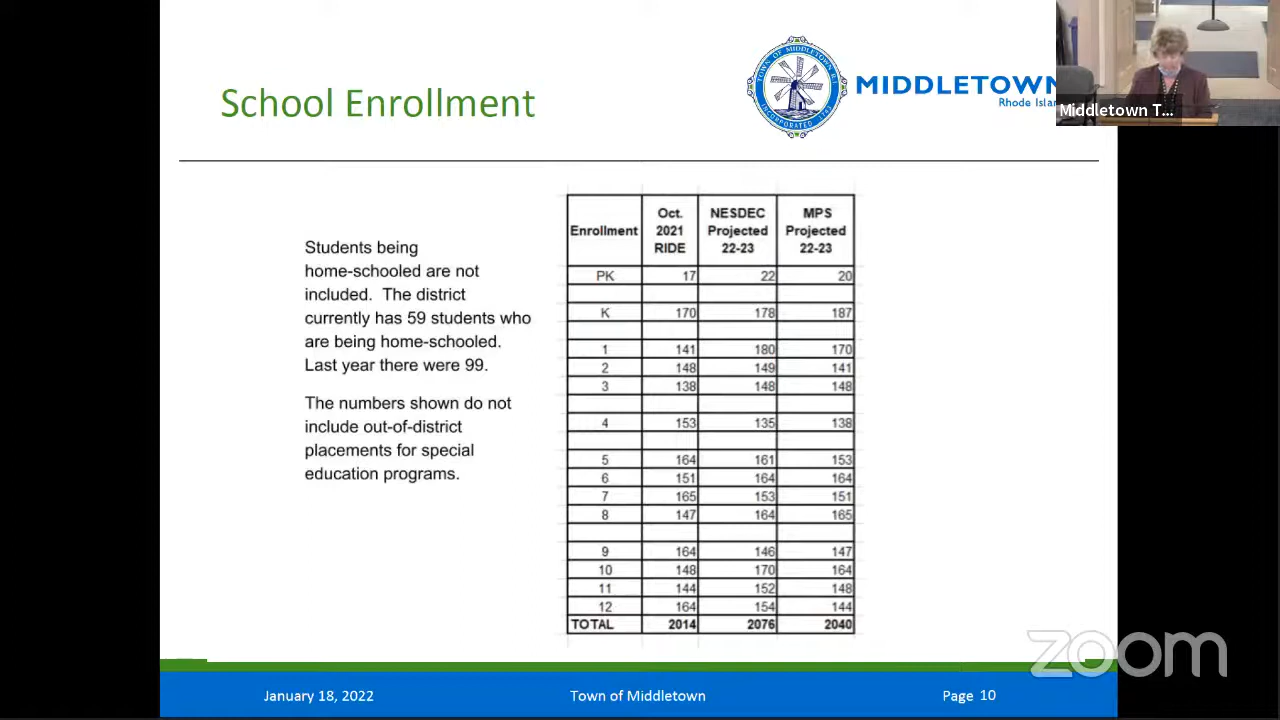 School Enrollment
TOWN OF MIDDLETOWN R.I.
INCORPORATED 1743
MIDDLETOWN
Rhode Islan
Middletown T...
Students being
home-schooled are not
included. The district
currently has 59 students who
are being home-schooled.
Last year there were 99.
The numbers shown do not
include out-of-district
placements for special
education programs.
Enrollment Oct. 2021 RIDE NESDEC Projected 22-23 MPS Projected 22-23
PK 17 22 20
K 170 178 187
1 141 180 170
2 148 149 141
3 138 148 148
4 153 135 138
5 164 161 153
6 151 164 164
7 165 153 151
8 147 164 165
9 164 146 147
10 148 170 164
11 144 152 148
12 164 154 144
TOTAL 2014 2076 2040
zoom
January 18, 2022 Town of Middletown Page 10